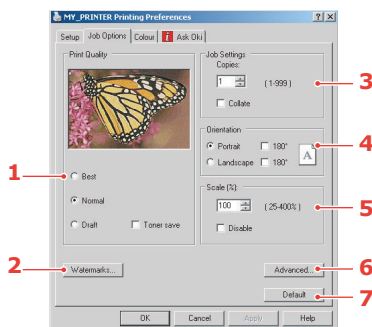 MY_PRINTER Printing Preferences
Setup Job Options Colour Ask Oki
Print Quality
Best
Normal
Draft Toner save
Job Settings
Copies:
1 (1-999)
Collate
Orientation
Portrait 180°
Landscape 180°
A
Scale (%)
100 (25-400%)
Disable
Watermarks...
Advanced...
Default
OK Cancel Apply Help
1
2
3
4
5
6
7